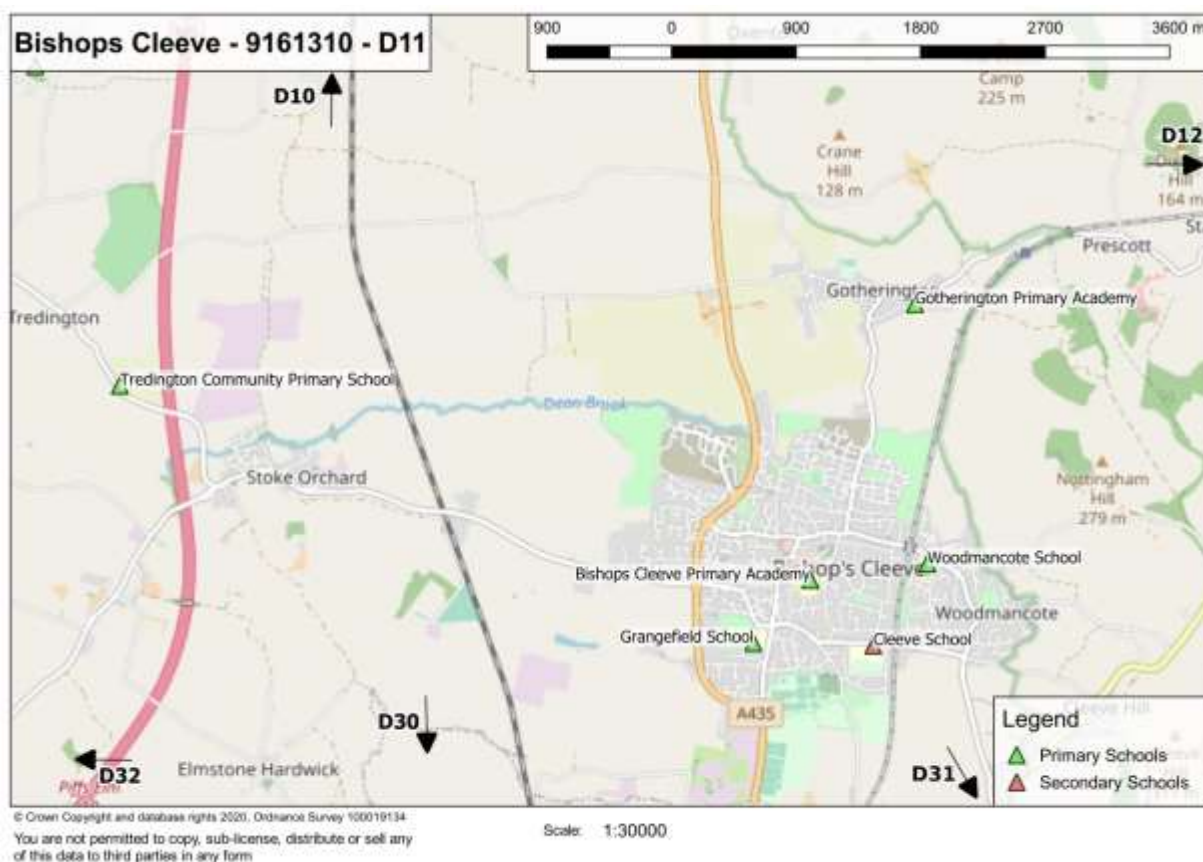 Bishops Cleeve - 9161310 - D11
900 0 900 1800 2700 3600 m
D10
Camp
225 m
D12
Crane
Hill
128 m
Hill
164 m
Prescott
Gotherington
Gotherington Primary Academy
Tredington
Tredington Community Primary School
Dean Brook
Stoke Orchard
Nottingham
Hill
279 m
Woodmancote School
Bishop's Cleeve
Bishops Cleeve Primary Academy
Woodmancote
Grangefield School
Cleeve School
A435
D30
Cleeve Hill
Legend
Primary Schools
Secondary Schools
D31
D32
Elmstone Hardwick
© Crown Copyright and database rights 2020, Ordnance Survey 100019134
You are not permitted to copy, sub-license, distribute or sell any
of this data to third parties in any form
Scale: 1:30000